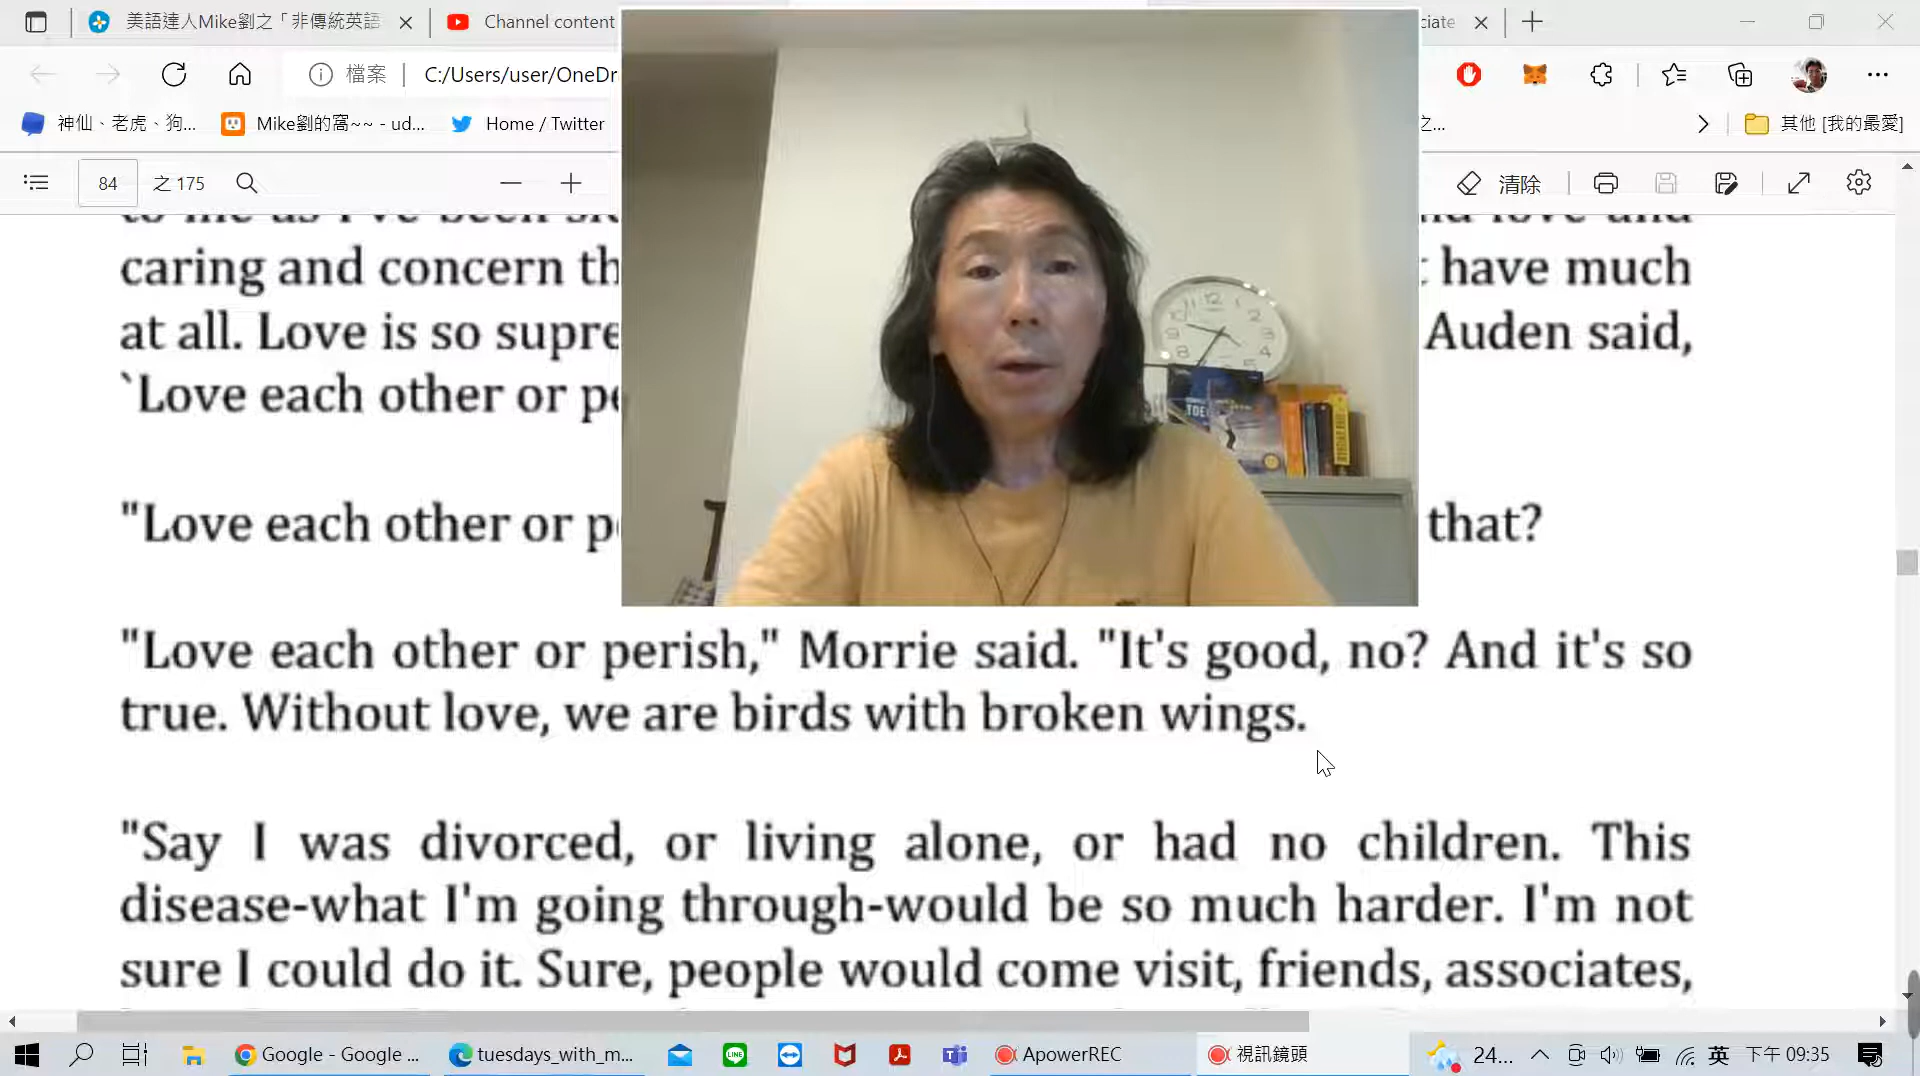 美語達人Mike劉之「非傳統英語
Channel content
ciate
檔案
C:/Users/user/OneDr
神仙、老虎、狗...
Mike劉的窩~~ - ud...
Home / Twitter
之...
其他 [我的最愛]
84 之 175
清除
love and
caring and concern th
have much
at all. Love is so supre
Auden said,
`Love each other or pe
"Love each other or p
that?
"Love each other or perish," Morrie said. "It's good, no? And it's so
true. Without love, we are birds with broken wings.
"Say I was divorced, or living alone, or had no children. This
disease-what I'm going through-would be so much harder. I'm not
sure I could do it. Sure, people would come visit, friends, associates,
Google - Google ...
tuesdays_with_m...
ApowerREC
視訊鏡頭
24...
英
下午 09:35